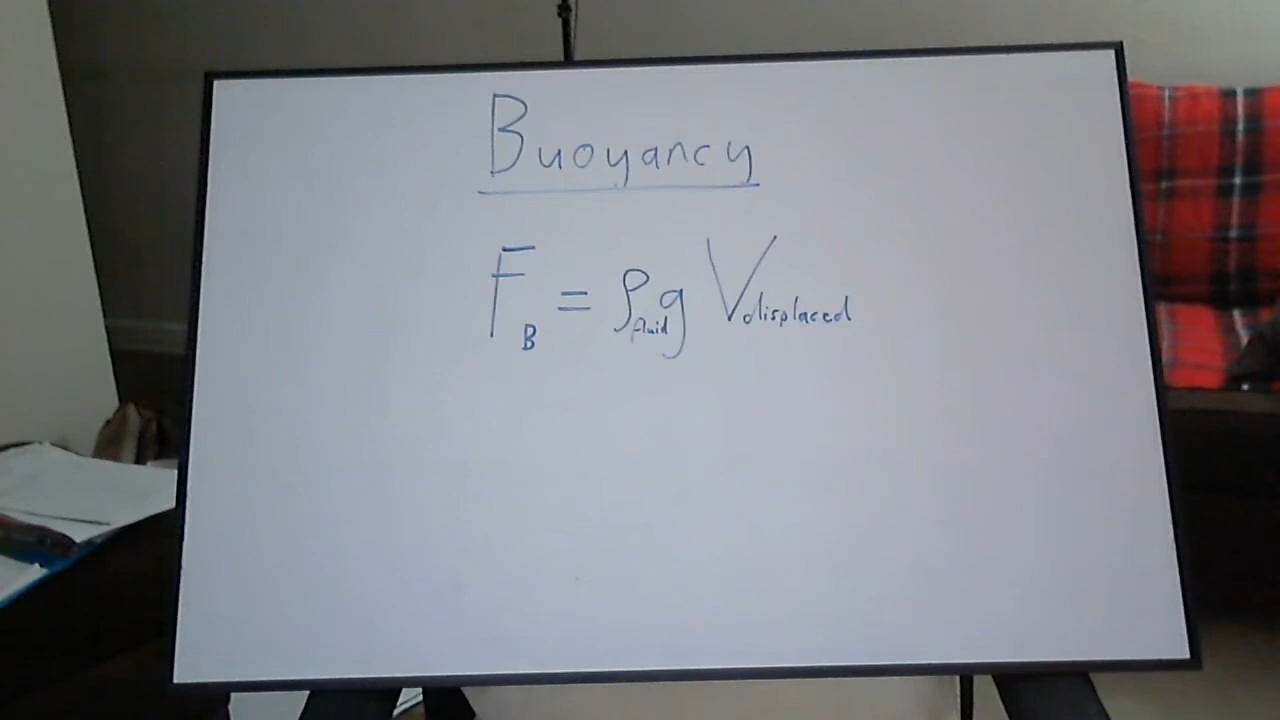 Buoyancy
F_B = ρ_fluid g V_displaced